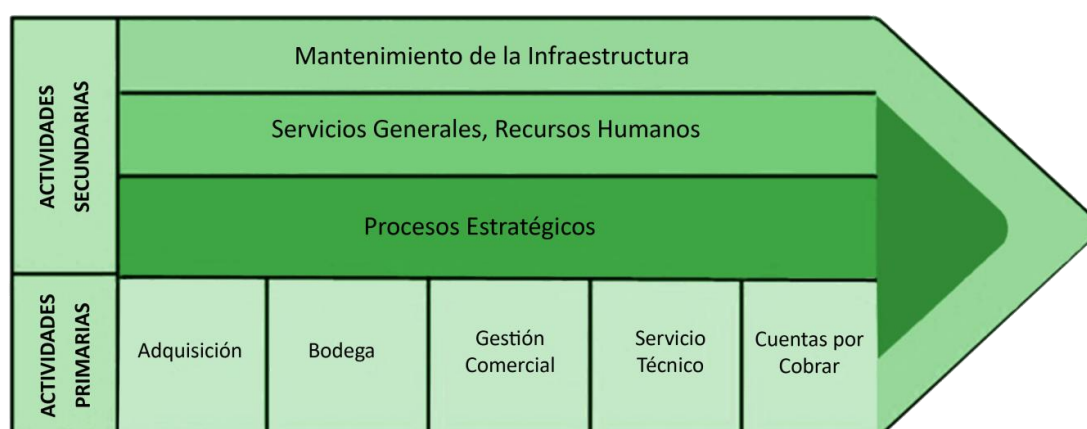 ACTIVIDADES
SECUNDARIAS
Mantenimiento de la Infraestructura
Servicios Generales, Recursos Humanos
Procesos Estratégicos
ACTIVIDADES
PRIMARIAS
Adquisición
Bodega
Gestión
Comercial
Servicio
Técnico
Cuentas por
Cobrar